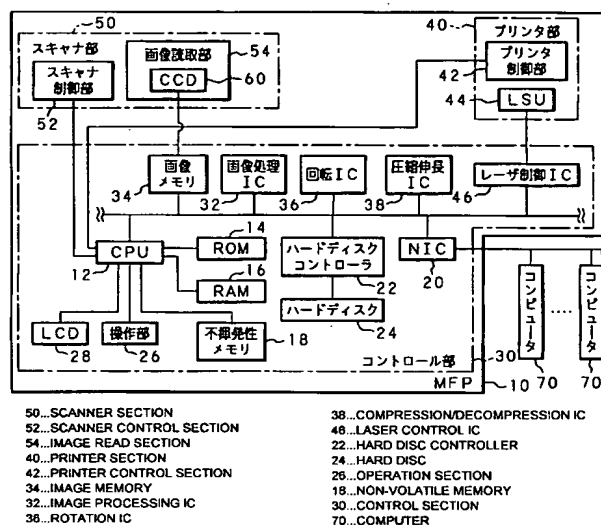 50
スキャナ部
スキャナ
制御部
52
画像読取部
54
CCD
60
40
プリンタ部
プリンタ
制御部
42
44
LSU
画像
メモリ
34
画像処理
IC
32
回転IC
36
圧縮伸長
IC
38
レーザ制御IC
46
CPU
12
14
ROM
16
RAM
ハードディスク
コントローラ
22
ハードディスク
24
NIC
20
LCD
28
操作部
26
不揮発性
メモリ
18
コントロール部
30
MFP
10
コンピュータ
70
コンピュータ
70
50...SCANNER SECTION
52...SCANNER CONTROL SECTION
54...IMAGE READ SECTION
40...PRINTER SECTION
42...PRINTER CONTROL SECTION
34...IMAGE MEMORY
32...IMAGE PROCESSING IC
36...ROTATION IC
38...COMPRESSION/DECOMPRESSION IC
46...LASER CONTROL IC
22...HARD DISC CONTROLLER
24...HARD DISC
26...OPERATION SECTION
18...NON-VOLATILE MEMORY
30...CONTROL SECTION
70...COMPUTER